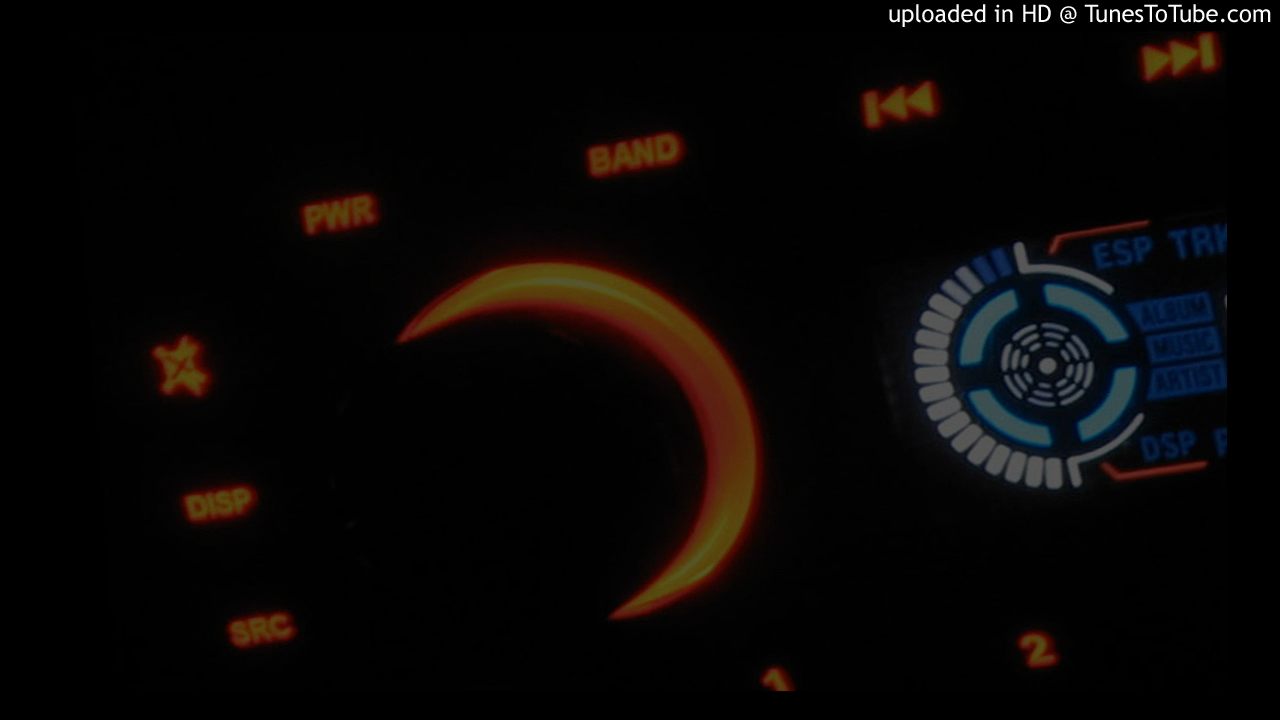 uploaded in HD @ TunesToTube.com
BAND
PWR
ESP TRK
ALBUM
MUSIC
ARTIST
DSP
DISP
SRC
2
1